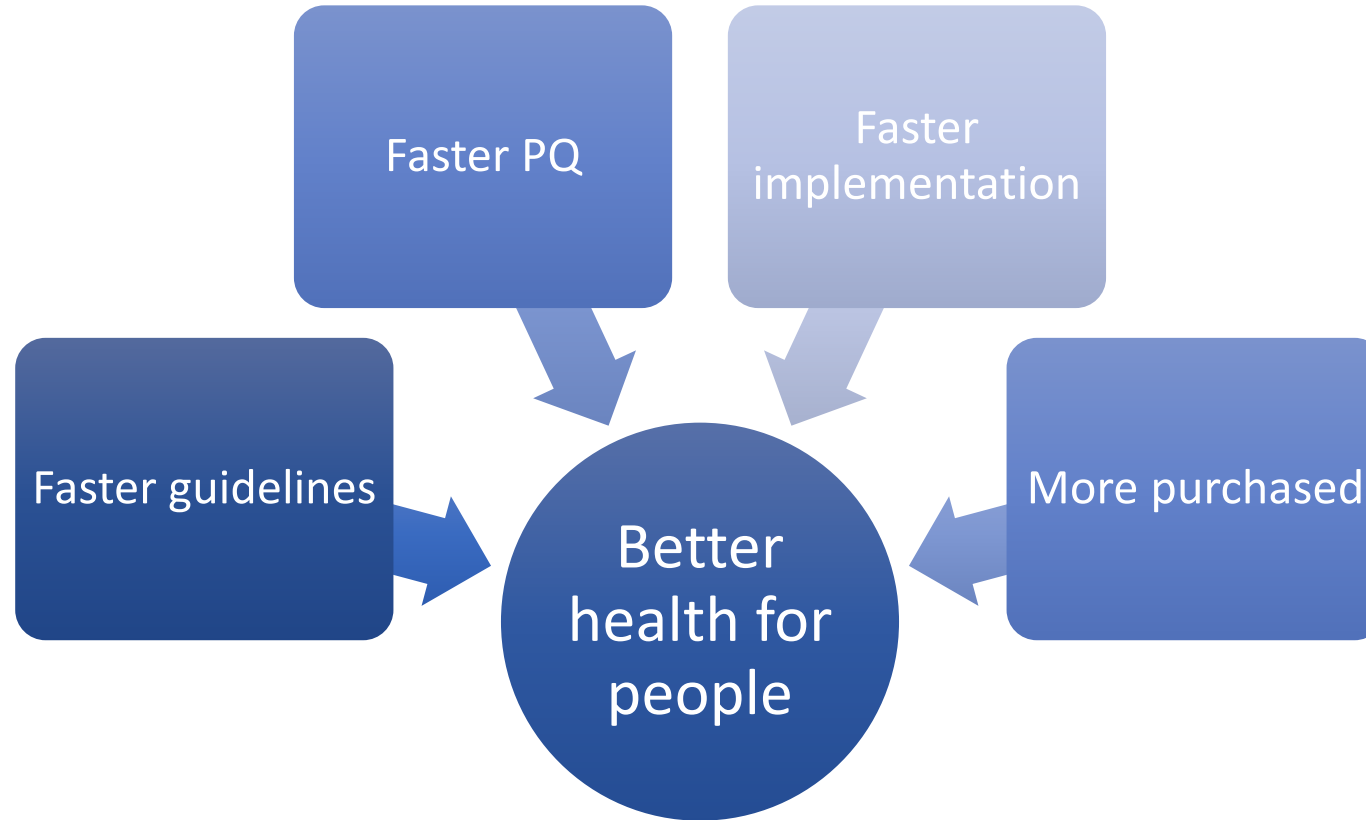 Faster PQ
Faster
implementation
Faster guidelines
More purchased
Better
health for
people